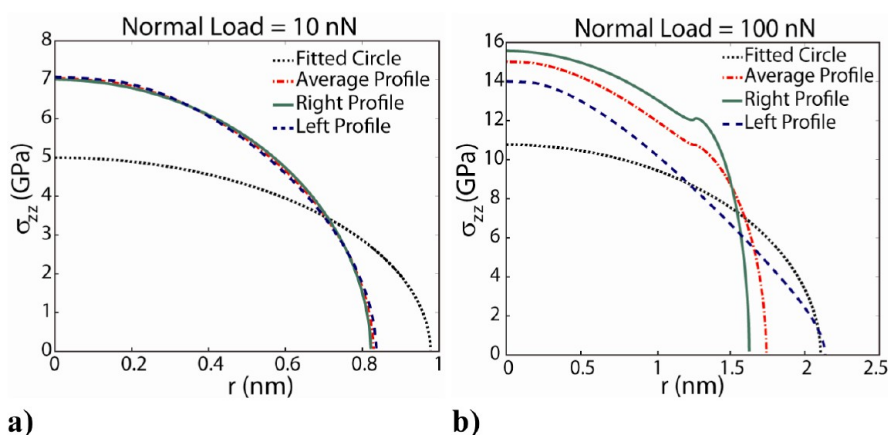 Normal Load = 10 nN
σzz (GPa)
7
6
5
4
3
2
1
0
0
0.2
0.4
0.6
0.8
1
r (nm)
Fitted Circle
Average Profile
Right Profile
Left Profile
a)
Normal Load = 100 nN
σzz (GPa)
16
14
12
10
8
6
4
2
0
0
0.5
1
1.5
2
2.5
r (nm)
Fitted Circle
Average Profile
Right Profile
Left Profile
b)